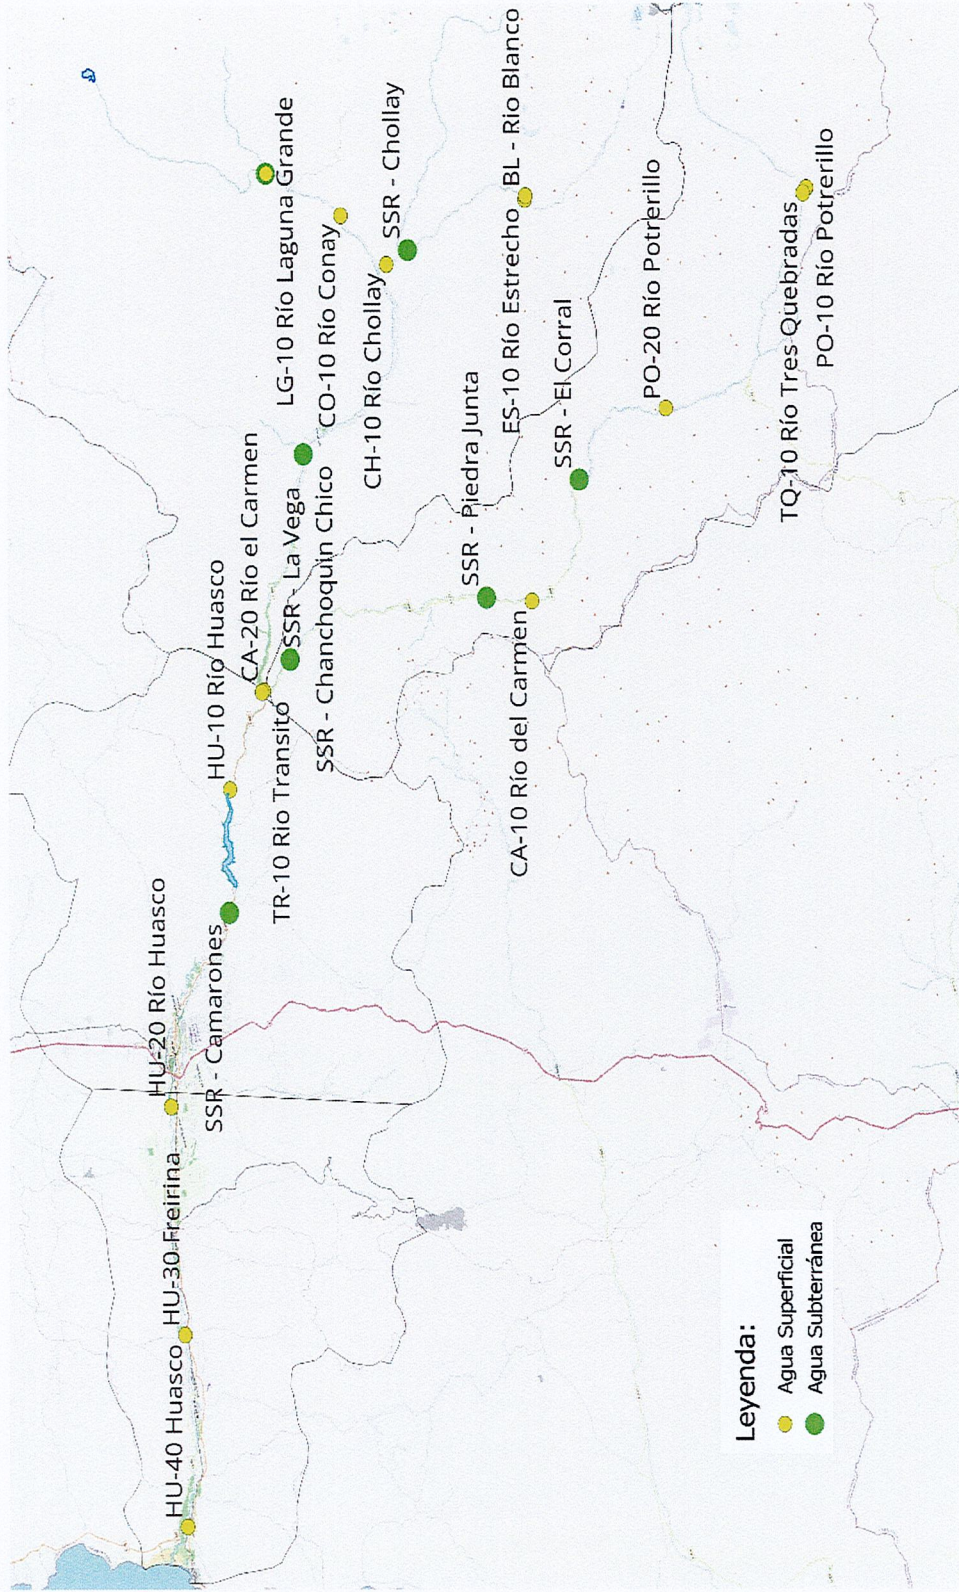 HU-40 Huasco
HU-30 Freirina
HU-20 Río Huasco
SSR - Camarones
HU-10 Río Huasco
TR-10 Río Transito
CA-20 Río el Carmen
SSR - La Vega
SSR - Chanchoquin Chico
LG-10 Río Laguna Grande
CO-10 Río Conay
CH-10 Río Chollay
SSR - Chollay
SSR - Piedra Junta
CA-10 Río del Carmen
ES-10 Río Estrecho
BL - Rio Blanco
SSR - El Corral
PO-20 Río Potrerillo
TQ-10 Río Tres Quebradas
PO-10 Río Potrerillo
Leyenda:
Agua Superficial
Agua Subterránea